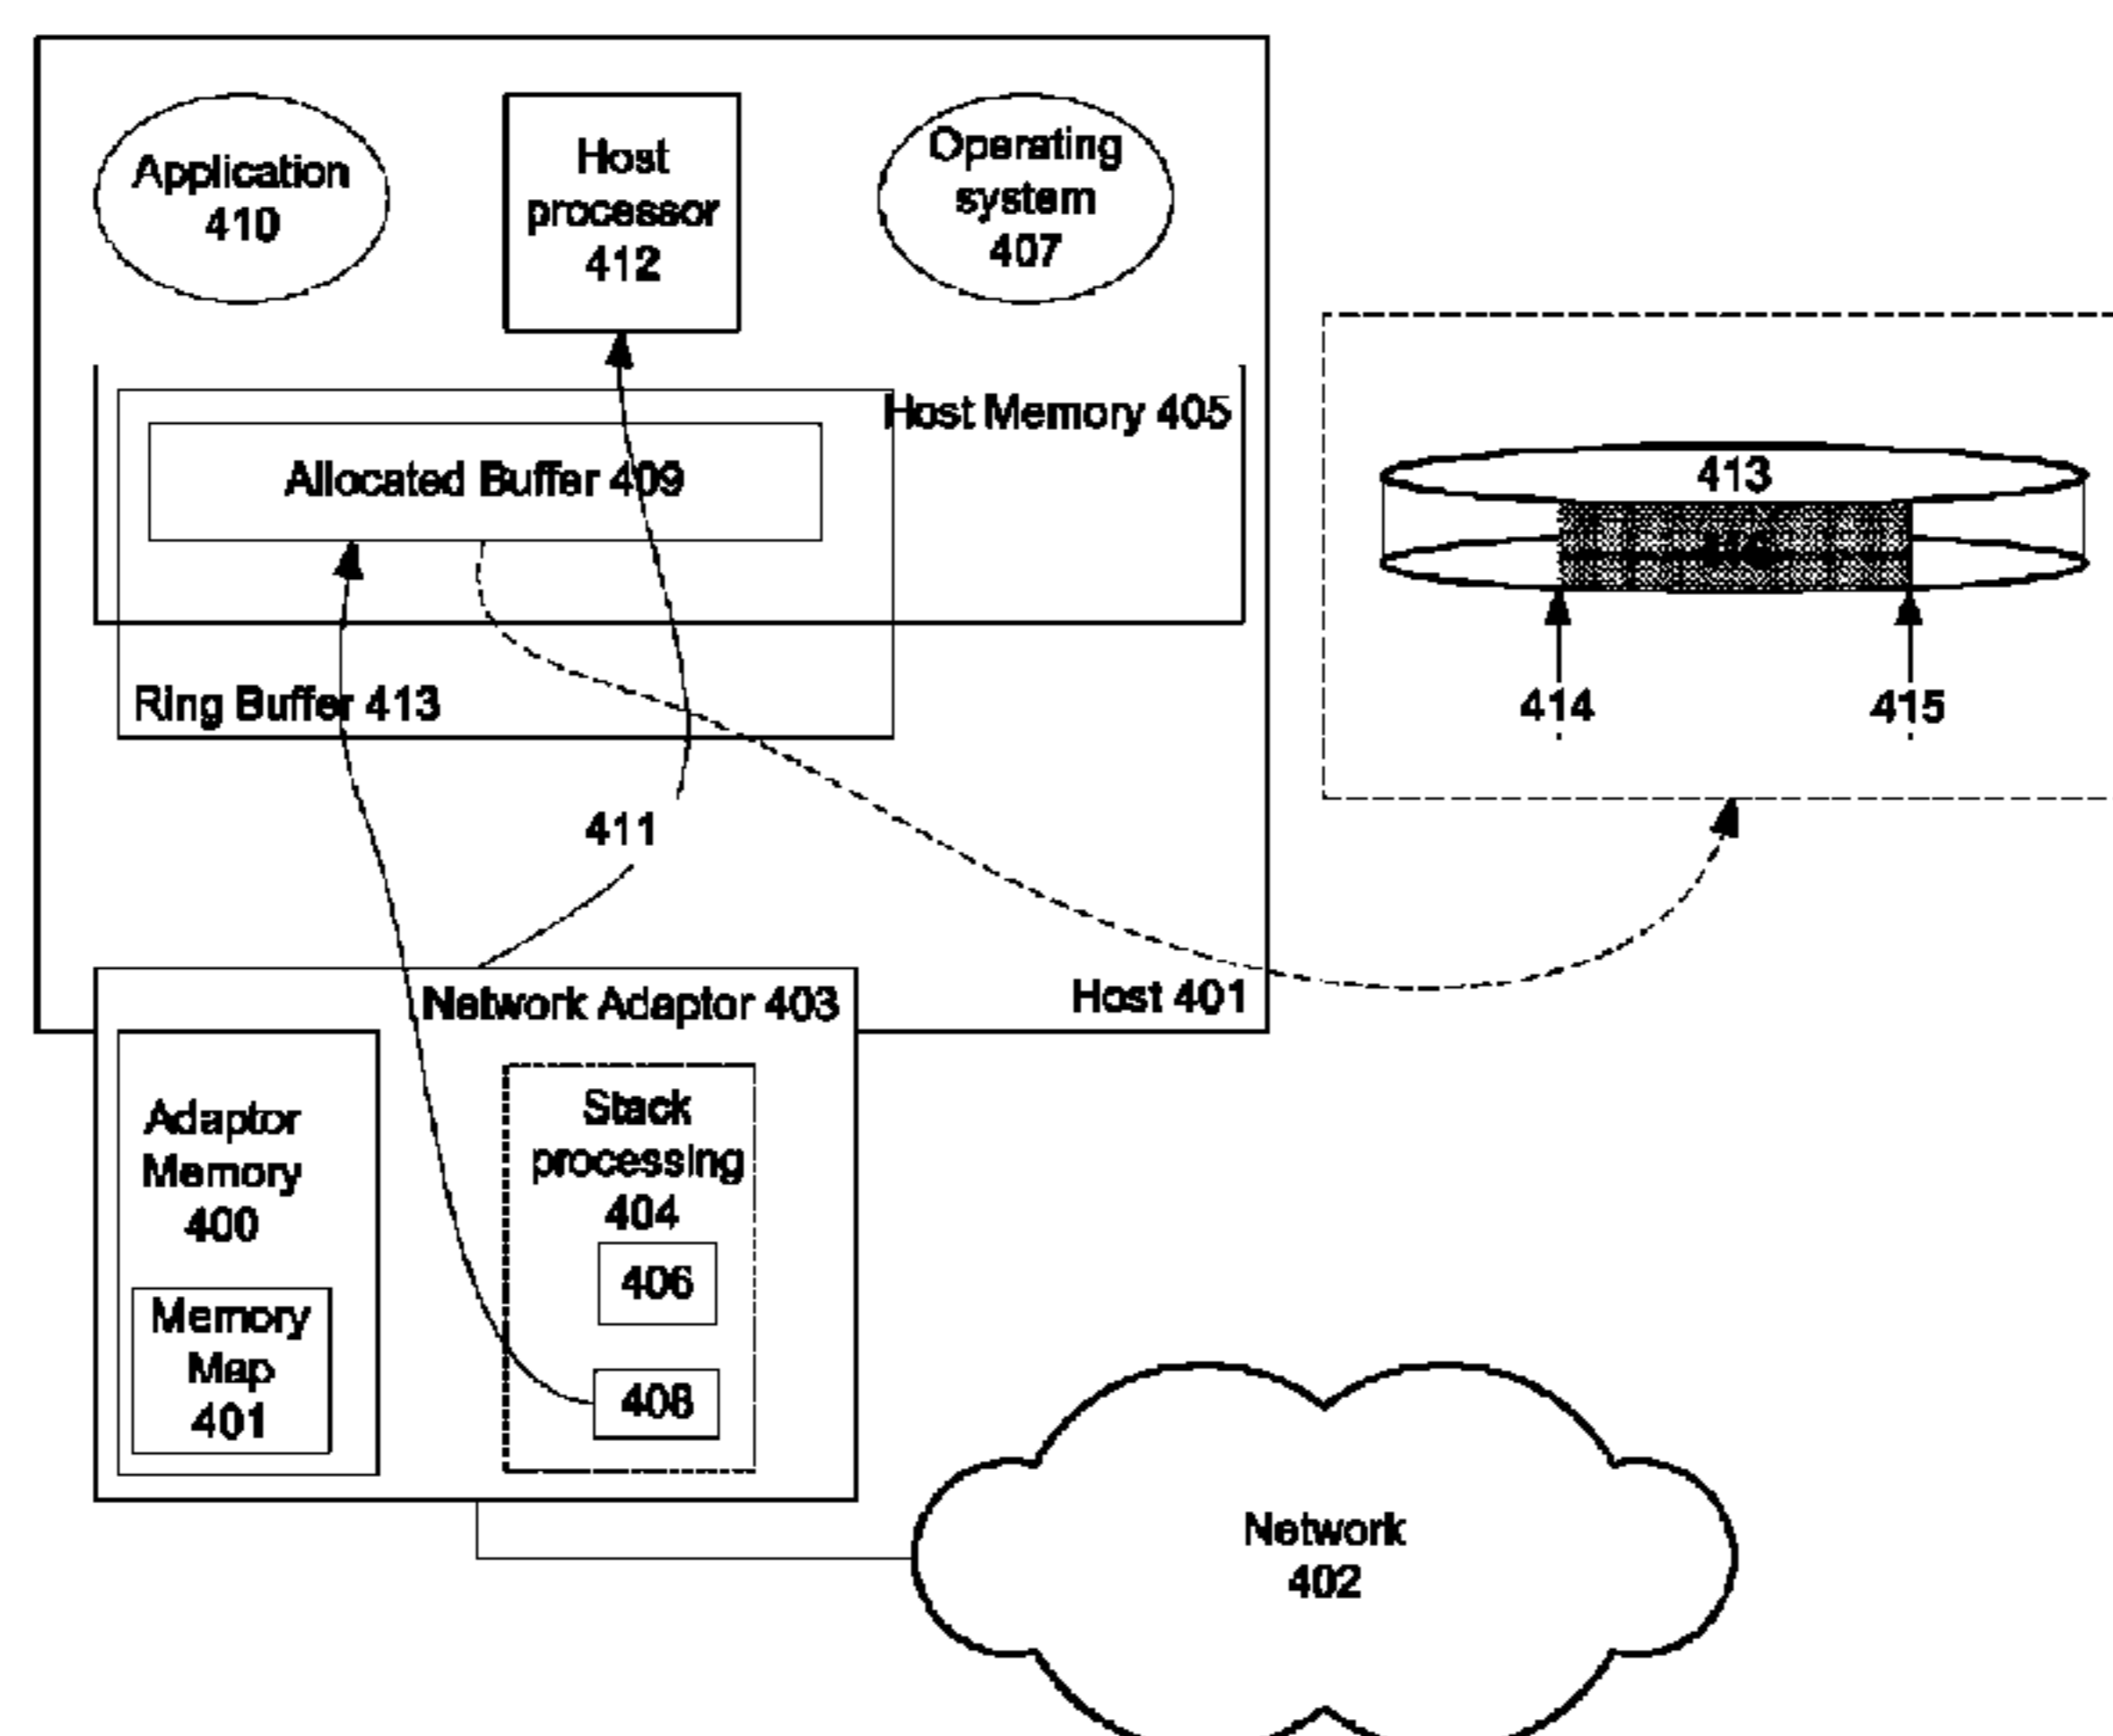 Application
410
Host
processor
412
Operating
system
407
Host Memory 405
Allocated Buffer 409
Ring Buffer 413
411
413
414
415
Network Adaptor 403
Host 401
Adaptor
Memory
400
Memory
Map
401
Stack
processing
404
406
408
Network
402